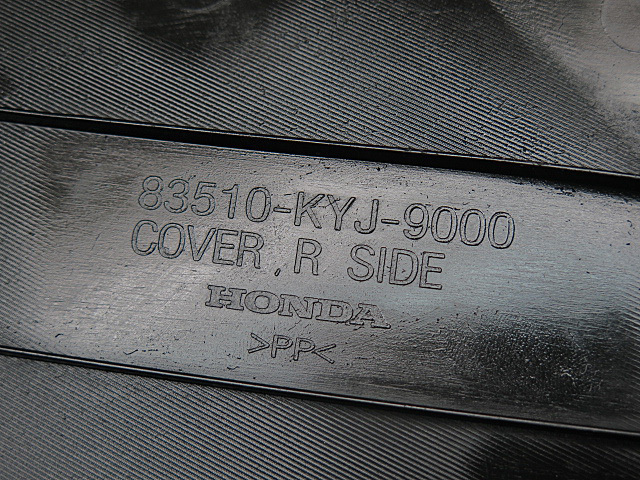 83510-KYJ-9000
COVER, R SIDE
HONDA
>PP<